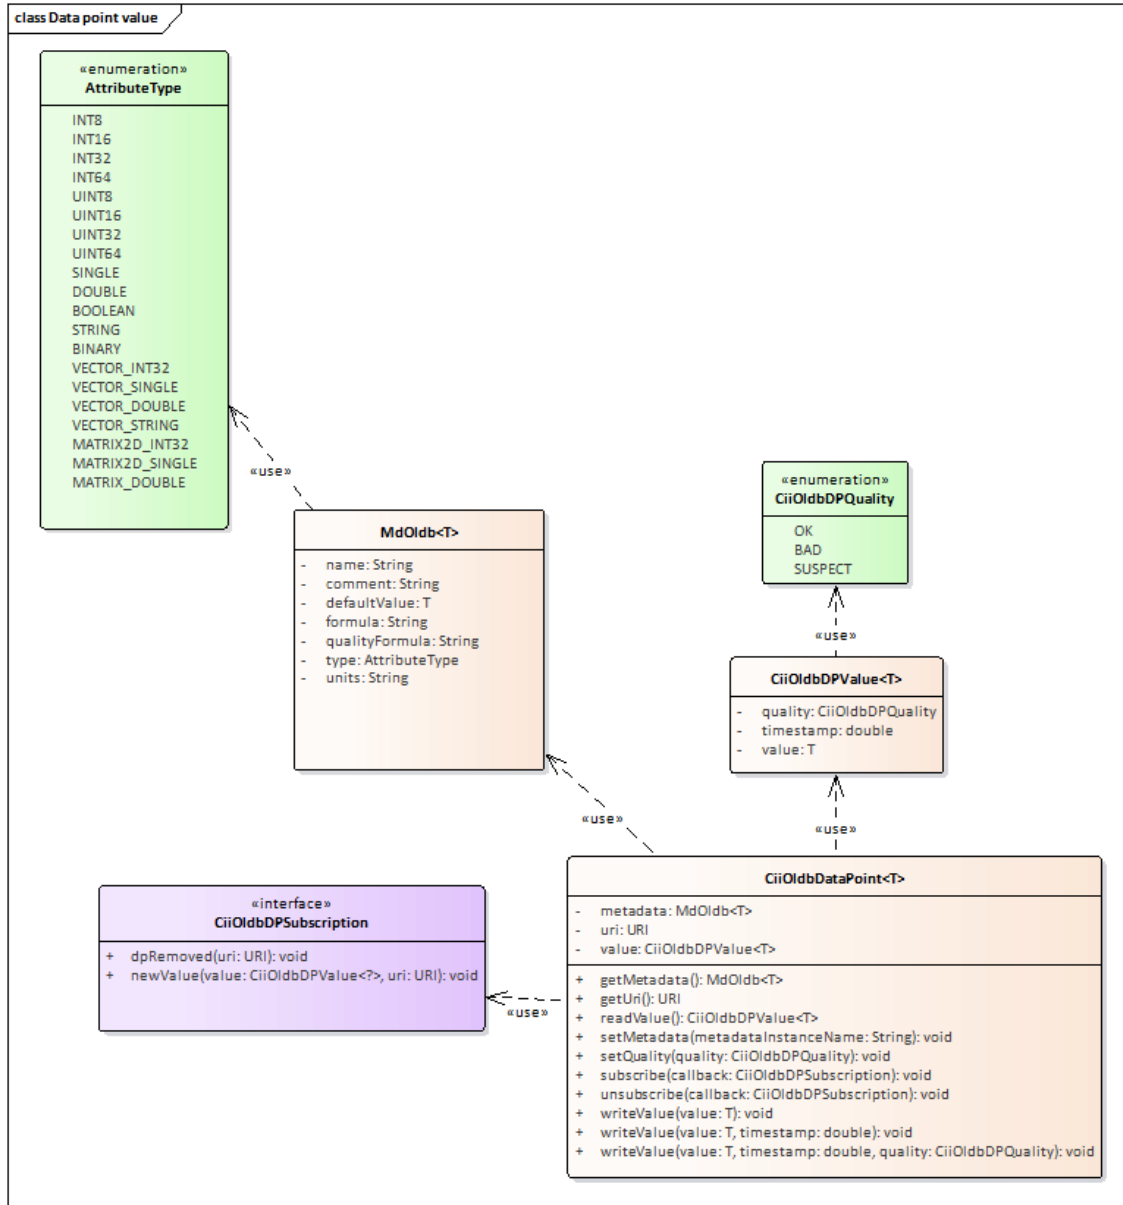 class Data point value
«enumeration»
AttributeType
INT8
INT16
INT32
INT64
UINT8
UINT16
UINT32
UINT64
SINGLE
DOUBLE
BOOLEAN
STRING
BINARY
VECTOR_INT32
VECTOR_SINGLE
VECTOR_DOUBLE
VECTOR_STRING
MATRIX2D_INT32
MATRIX2D_SINGLE
MATRIX_DOUBLE
«use»
MdOldb<T>
- name: String
- comment: String
- defaultValue: T
- formula: String
- qualityFormula: String
- type: AttributeType
- units: String
«enumeration»
CiiOldbDPQuality
OK
BAD
SUSPECT
«use»
CiiOldbDPValue<T>
- quality: CiiOldbDPQuality
- timestamp: double
- value: T
«use»
«use»
«interface»
CiiOldbDPSubscription
+ dpRemoved(uri: URI): void
+ newValue(value: CiiOldbDPValue<?>, uri: URI): void
«use»
CiiOldbDataPoint<T>
- metadata: MdOldb<T>
- uri: URI
- value: CiiOldbDPValue<T>
+ getMetadata(): MdOldb<T>
+ getUri(): URI
+ readValue(): CiiOldbDPValue<T>
+ setMetadata(metadataInstanceName: String): void
+ setQuality(quality: CiiOldbDPQuality): void
+ subscribe(callback: CiiOldbDPSubscription): void
+ unsubscribe(callback: CiiOldbDPSubscription): void
+ writeValue(value: T): void
+ writeValue(value: T, timestamp: double): void
+ writeValue(value: T, timestamp: double, quality: CiiOldbDPQuality): void